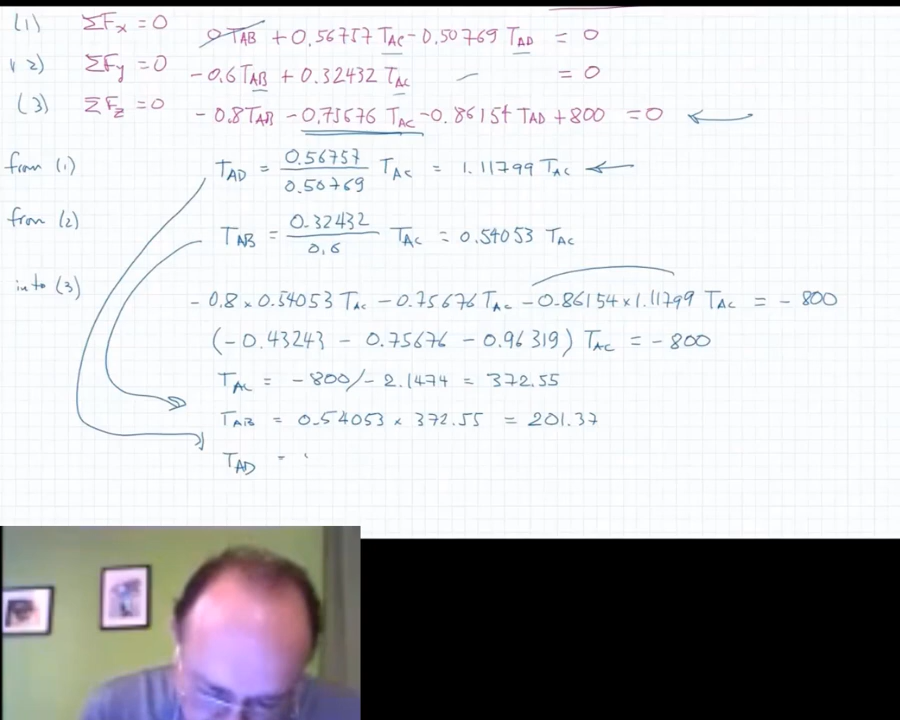 (1) ΣFx = 0 0 TAB + 0.56757 TAC - 0.50769 TAD = 0
(2) ΣFy = 0 - 0.6 TAB + 0.32432 TAC = 0
(3) ΣFz = 0 - 0.8 TAB - 0.75676 TAC - 0.86154 TAD + 800 = 0
from (1) TAD = 0.56757 / 0.50769 TAC = 1.11799 TAC
from (2) TAB = 0.32432 / 0.6 TAC = 0.54053 TAC
into (3)
- 0.8 × 0.54053 TAC - 0.75676 TAC - 0.86154 × 1.11799 TAC = - 800
(- 0.43243 - 0.75676 - 0.96319) TAC = - 800
TAC = - 800 / - 2.1474 = 372.55
TAB = 0.54053 × 372.55 = 201.37
TAD =